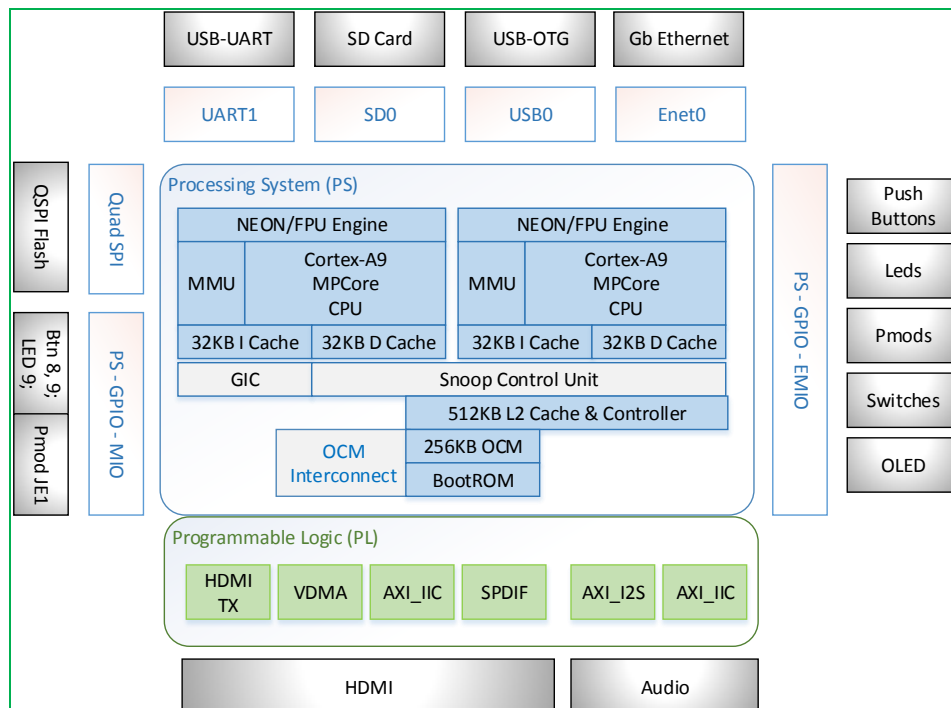 USB-UART
SD Card
USB-OTG
Gb Ethernet
UART1
SD0
USB0
Enet0
QSPI Flash
Quad SPI
Btn 8, 9;
LED 9;
Pmod JE1
PS - GPIO - MIO
Processing System (PS)
NEON/FPU Engine
MMU
Cortex-A9
MPCore
CPU
32KB I Cache
32KB D Cache
NEON/FPU Engine
MMU
Cortex-A9
MPCore
CPU
32KB I Cache
32KB D Cache
GIC
Snoop Control Unit
512KB L2 Cache & Controller
OCM
Interconnect
256KB OCM
BootROM
PS - GPIO - EMIO
Push
Buttons
Leds
Pmods
Switches
OLED
Programmable Logic (PL)
HDMI
TX
VDMA
AXI_IIC
SPDIF
AXI_I2S
AXI_IIC
HDMI
Audio